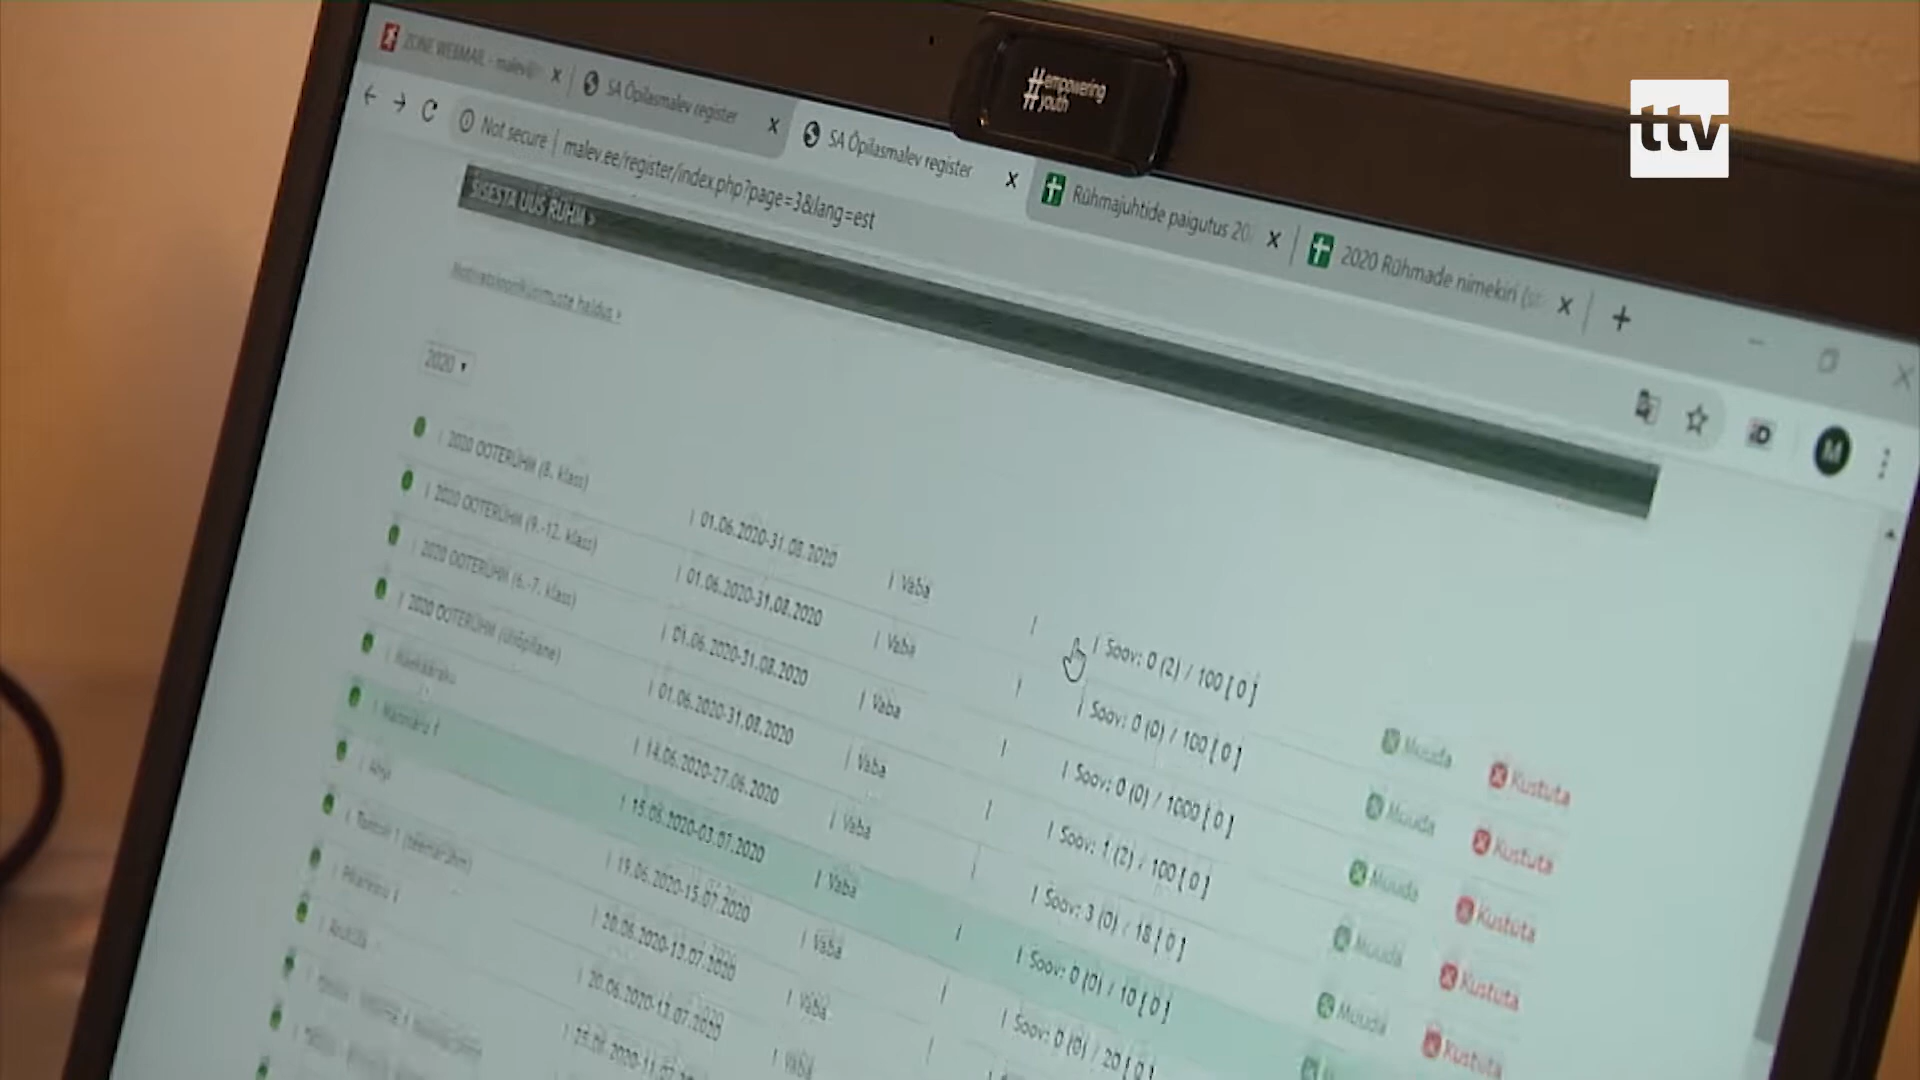 ttv
#empowering
youth
ZONE WEBMAIL - malev@
SA Õpilasmalev register
SA Õpilasmalev register
Rühmajuhtide paigutus 20
2020 Rühmade nimekiri
Not secure | malev.ee/register/index.php?page=3&lang=est
M
SISESTA UUS RÜHM >
haldus
2020
| 2020 OOTERÜHM (8. klass) | 01.06.2020-31.08.2020 | Vaba | | Soov: 0 (2) / 100 [ 0 ] Muuda Kustuta
| 2020 OOTERÜHM (9.-12. klass) | 01.06.2020-31.08.2020 | Vaba | | Soov: 0 (0) / 100 [ 0 ] Muuda Kustuta
| 2020 OOTERÜHM (6.-7. klass) | 01.06.2020-31.08.2020 | Vaba | | Soov: 0 (0) / 1000 [ 0 ] Muuda Kustuta
| 2020 OOTERÜHM (üliõpilane) | 01.06.2020-31.08.2020 | Vaba | | Soov: 1 (2) / 100 [ 0 ] Muuda Kustuta
| 14.06.2020-27.06.2020 | Vaba | | Soov: 3 (0) / 18 [ 0 ] Muuda Kustuta
| 15.06.2020-03.07.2020 | Vaba | | Soov: 0 (0) / 10 [ 0 ]
| Ahja | 19.06.2020-15.07.2020 | Vaba | | Soov: 0 (0) / 20 [ 0 ]
| 20.06.2020-13.07.2020 | Vaba
| 20.06.2020-12.07.2020 | Vaba